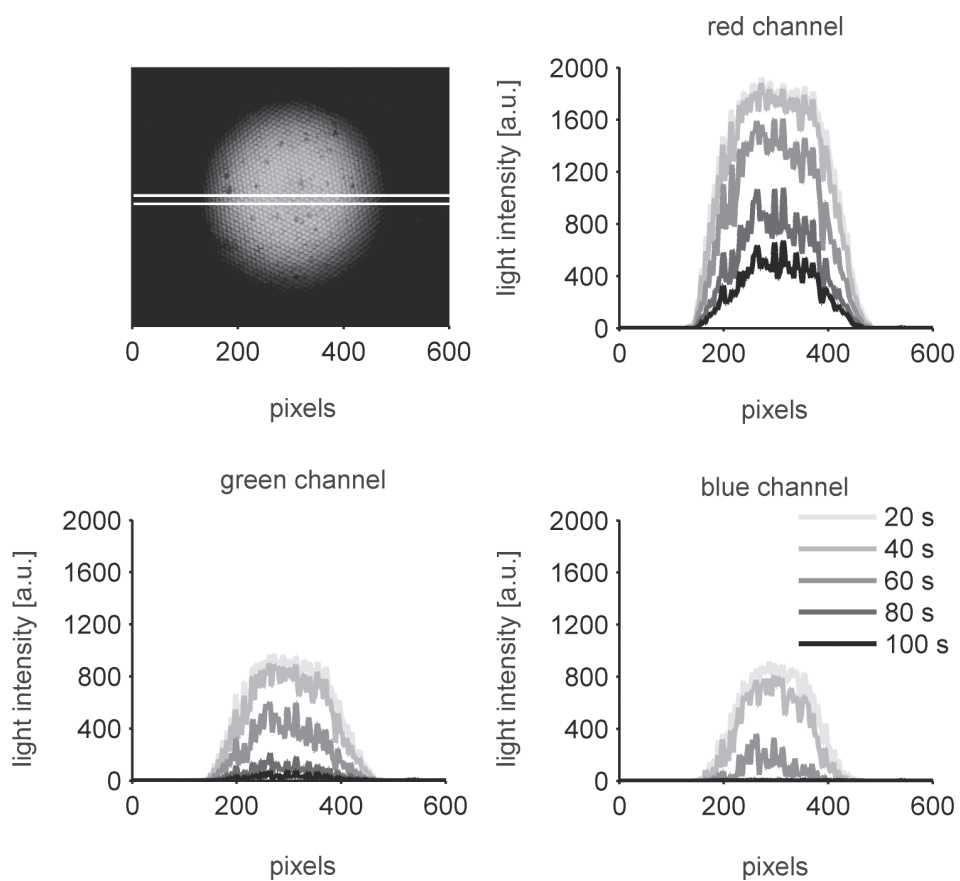 red channel
2000
1600
1200
800
400
0
light intensity [a.u.]
0 200 400 600
pixels
0 200 400 600
pixels
green channel
2000
1600
1200
800
400
0
light intensity [a.u.]
0 200 400 600
pixels
blue channel
2000
1600
1200
800
400
0
light intensity [a.u.]
0 200 400 600
pixels
20 s
40 s
60 s
80 s
100 s